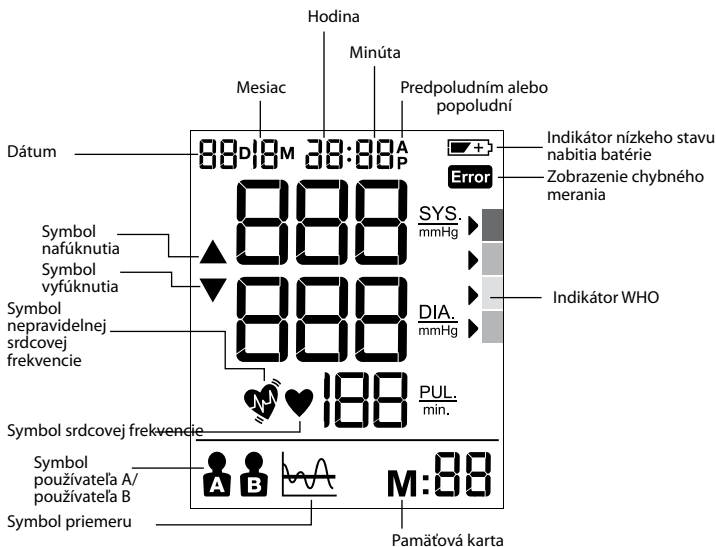 Hodina
Minúta
Mesiac
Predpoludním alebo
popoludní
Dátum
88D18M 28:88 A
P
Indikátor nízkeho stavu
nabitia batérie
Error
Zobrazenie chybného
merania
888
SYS.
mmHg
Symbol
nafúknutia
Symbol
vyfúknutia
888
DIA.
mmHg
Indikátor WHO
Symbol
nepravidelnej
srdcovej
frekvencie
188
PUL.
min.
Symbol srdcovej frekvencie
Symbol
používateľa A/
používateľa B
A B
M:88
Symbol priemeru
Pamäťová karta